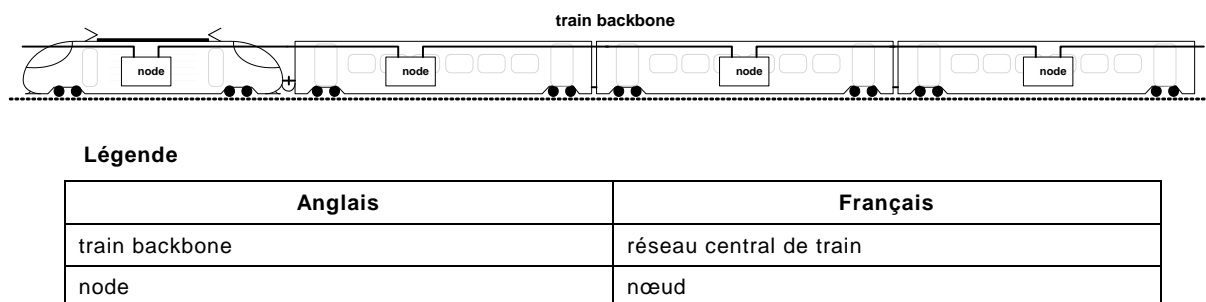 train backbone
node node node node
Légende
Anglais Français
train backbone réseau central de train
node nœud